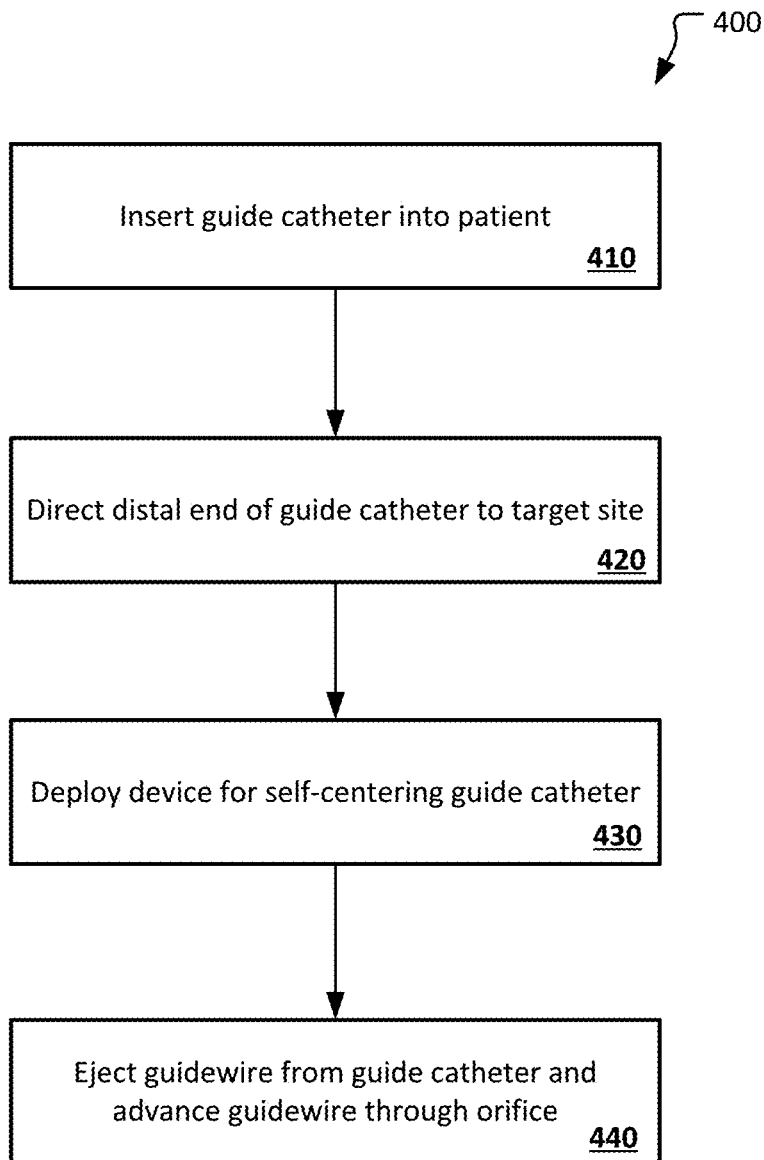 400
Insert guide catheter into patient
410
Direct distal end of guide catheter to target site
420
Deploy device for self-centering guide catheter
430
Eject guidewire from guide catheter and
advance guidewire through orifice
440